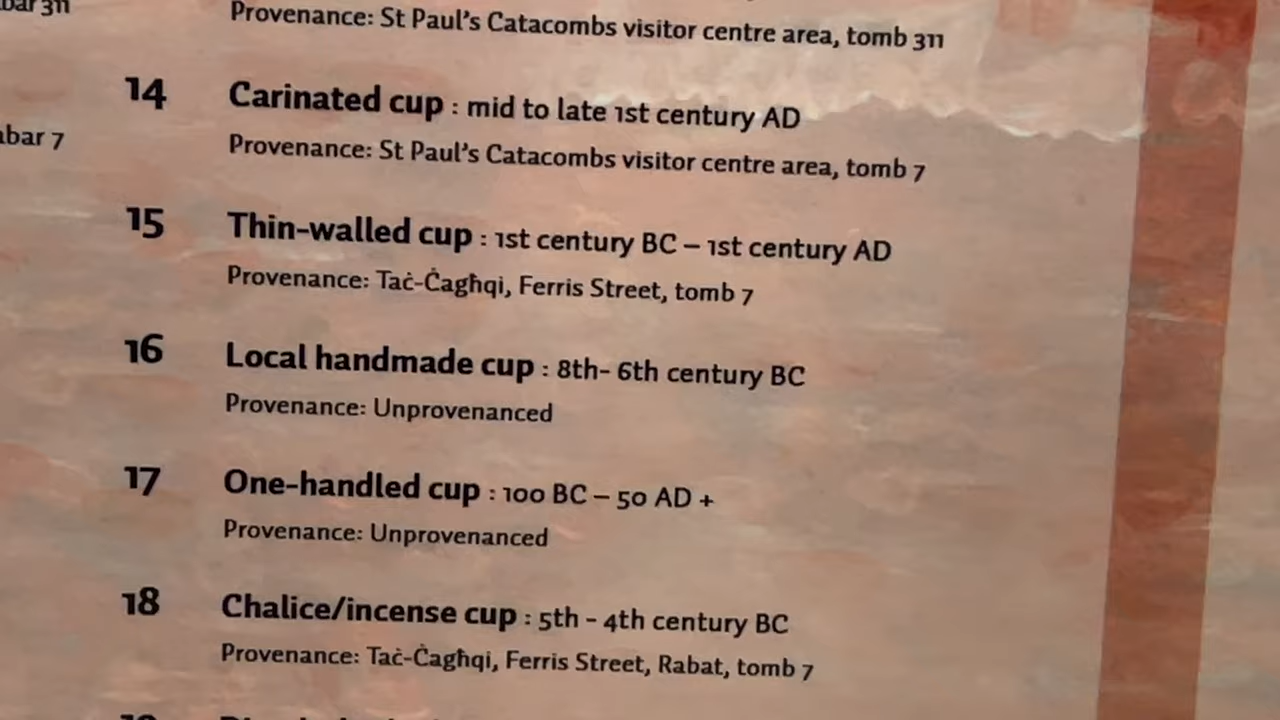 bar 311
Provenance: St Paul's Catacombs visitor centre area, tomb 311
14 Carinated cup : mid to late 1st century AD
abar 7
Provenance: St Paul's Catacombs visitor centre area, tomb 7
15 Thin-walled cup : 1st century BC – 1st century AD
Provenance: Taċ-Ċagħqi, Ferris Street, tomb 7
16 Local handmade cup : 8th- 6th century BC
Provenance: Unprovenanced
17 One-handled cup : 100 BC – 50 AD +
Provenance: Unprovenanced
18 Chalice/incense cup : 5th - 4th century BC
Provenance: Taċ-Ċagħqi, Ferris Street, Rabat, tomb 7